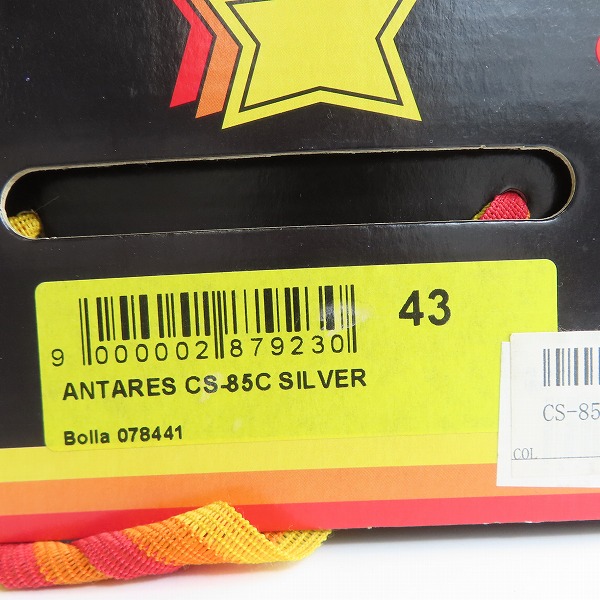 43
9 000002 879230
ANTARES CS-85C SILVER
Bolla 078441
CS-85
COL